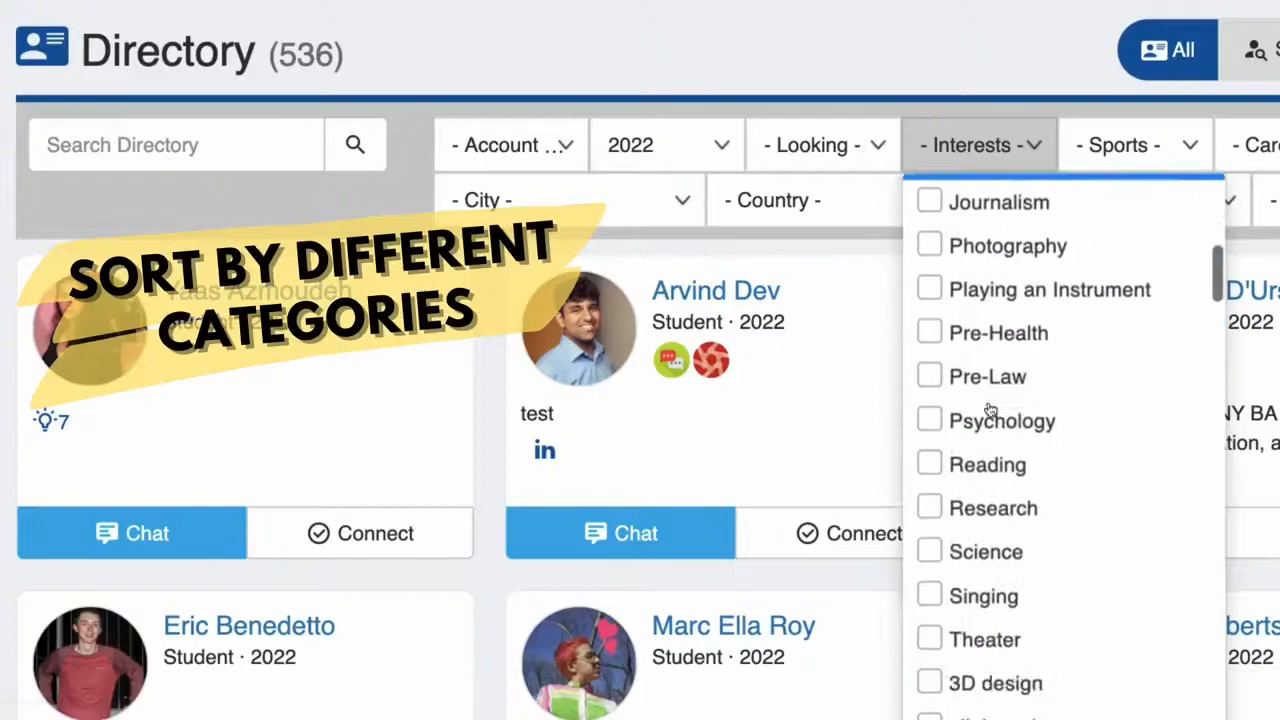 Directory (536)
All
Search Directory
- Account ...
2022
- Looking -
- Interests -
- Sports -
- City -
- Country -
SORT BY DIFFERENT
CATEGORIES
Yaas Azmoudeh
7
Chat
Connect
Arvind Dev
Student · 2022
test
in
Chat
Connect
Journalism
Photography
Playing an Instrument
Pre-Health
Pre-Law
Psychology
Reading
Research
Science
Singing
Theater
3D design
2022
Eric Benedetto
Student · 2022
Marc Ella Roy
Student · 2022
2022